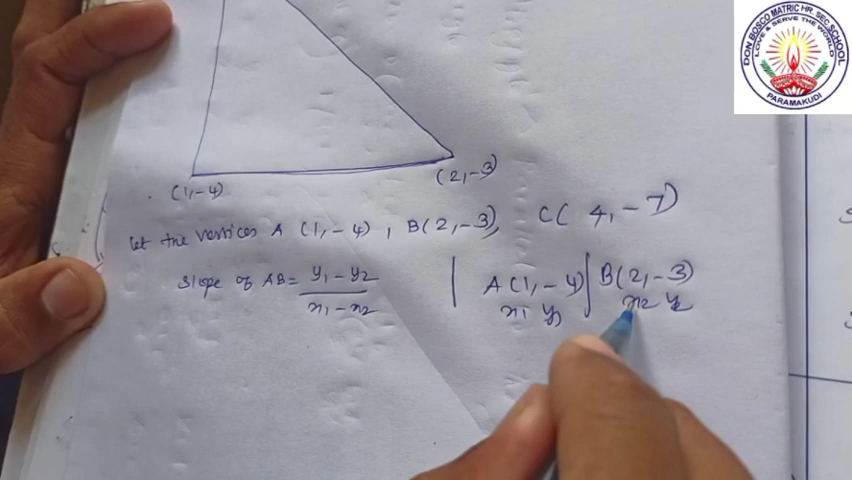 DON BOSCO MATRIC HR. SEC. SCHOOL
LOVE & SERVE THE WORLD
PARAMAKUDI
(1,-4)
(2,-3)
let the vertices A (1,-4), B(2,-3), C( 4,-7)
Slope of AB = y1 - y2 / x1 - x2 | A(1,-4) | B(2,-3)
x1 y1 x2 y2